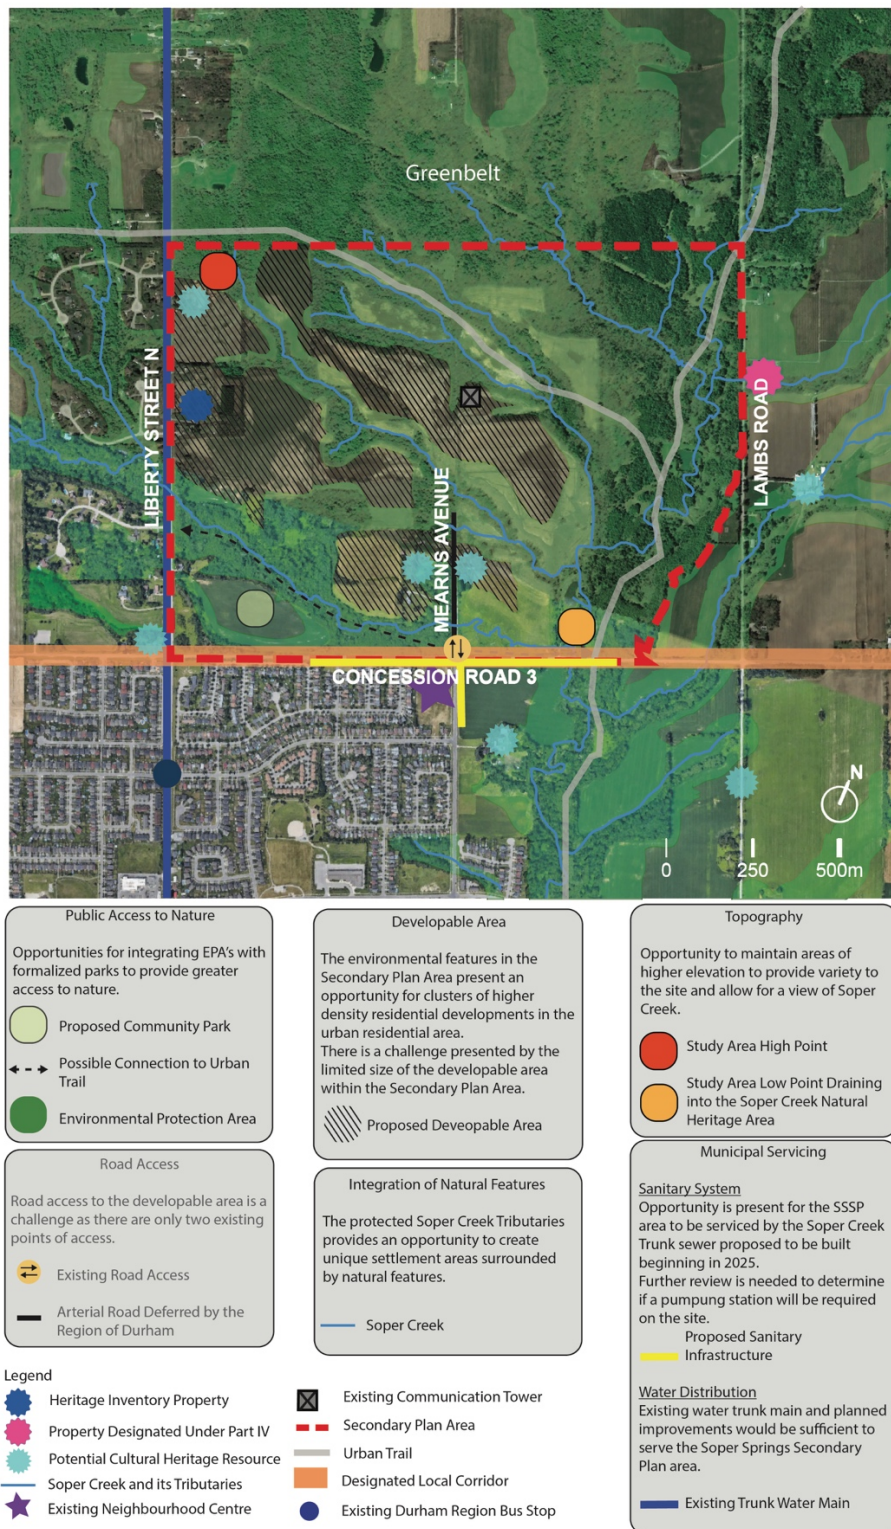 Greenbelt
LIBERTY STREET N
LAMBS ROAD
MEARNS AVENUE
CONCESSION ROAD 3
N
0 250 500m
Public Access to Nature
Opportunities for integrating EPA's with
formalized parks to provide greater
access to nature.
Proposed Community Park
Possible Connection to Urban
Trail
Environmental Protection Area
Road Access
Road access to the developable area is a
challenge as there are only two existing
points of access.
Existing Road Access
Arterial Road Deferred by the
Region of Durham
Developable Area
The environmental features in the
Secondary Plan Area present an
opportunity for clusters of higher
density residential developments in the
urban residential area.
There is a challenge presented by the
limited size of the developable area
within the Secondary Plan Area.
Proposed Deveopable Area
Integration of Natural Features
The protected Soper Creek Tributaries
provides an opportunity to create
unique settlement areas surrounded
by natural features.
Soper Creek
Topography
Opportunity to maintain areas of
higher elevation to provide variety to
the site and allow for a view of Soper
Creek.
Study Area High Point
Study Area Low Point Draining
into the Soper Creek Natural
Heritage Area
Municipal Servicing
Sanitary System
Opportunity is present for the SSSP
area to be serviced by the Soper Creek
Trunk sewer proposed to be built
beginning in 2025.
Further review is needed to determine
if a pumpung station will be required
on the site.
Proposed Sanitary
Infrastructure
Water Distribution
Existing water trunk main and planned
improvements would be sufficient to
serve the Soper Springs Secondary
Plan area.
Existing Trunk Water Main
Legend
Heritage Inventory Property
Property Designated Under Part IV
Potential Cultural Heritage Resource
Soper Creek and its Tributaries
Existing Neighbourhood Centre
Existing Communication Tower
Secondary Plan Area
Urban Trail
Designated Local Corridor
Existing Durham Region Bus Stop